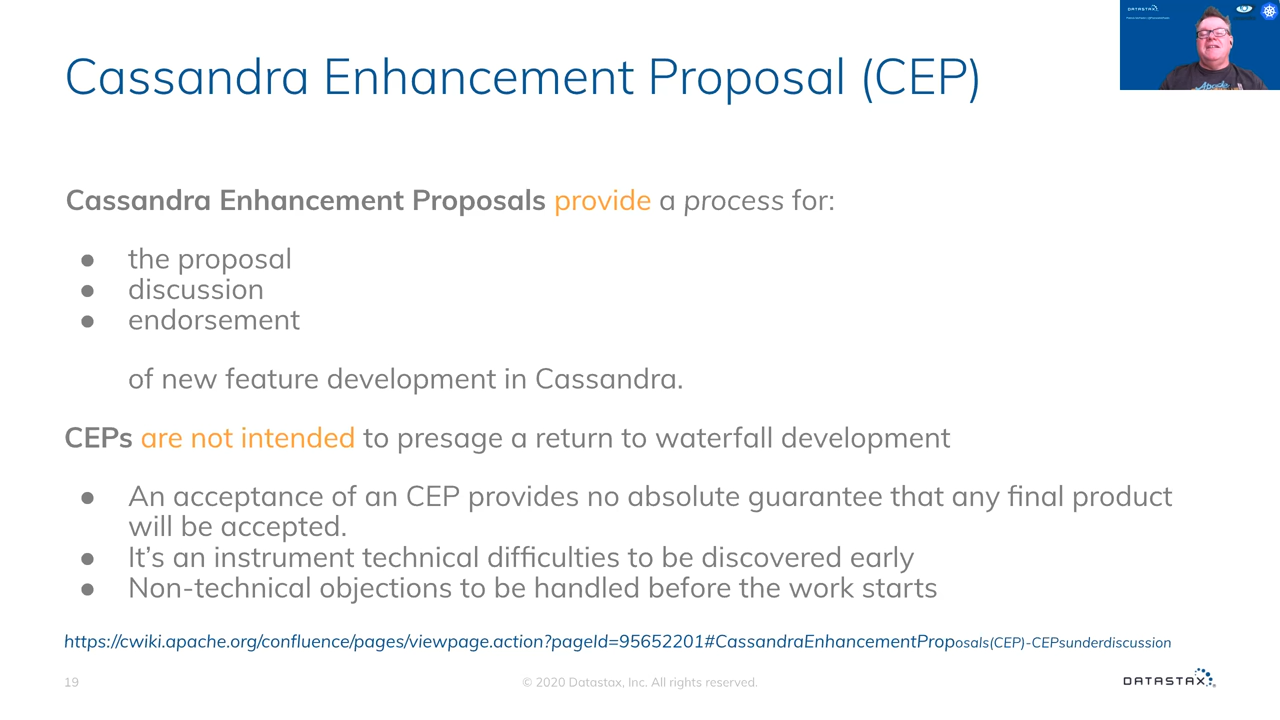 DATASTAX
Cassandra Enhancement Proposal (CEP)
Cassandra Enhancement Proposals provide a process for:
● the proposal
● discussion
● endorsement
of new feature development in Cassandra.
CEPs are not intended to presage a return to waterfall development
● An acceptance of an CEP provides no absolute guarantee that any final product
will be accepted.
● It’s an instrument technical difficulties to be discovered early
● Non-technical objections to be handled before the work starts
https://cwiki.apache.org/confluence/pages/viewpage.action?pageId=95652201#CassandraEnhancementProposals(CEP)-CEPsunderdiscussion
19
© 2020 Datastax, Inc. All rights reserved.
DATASTAX